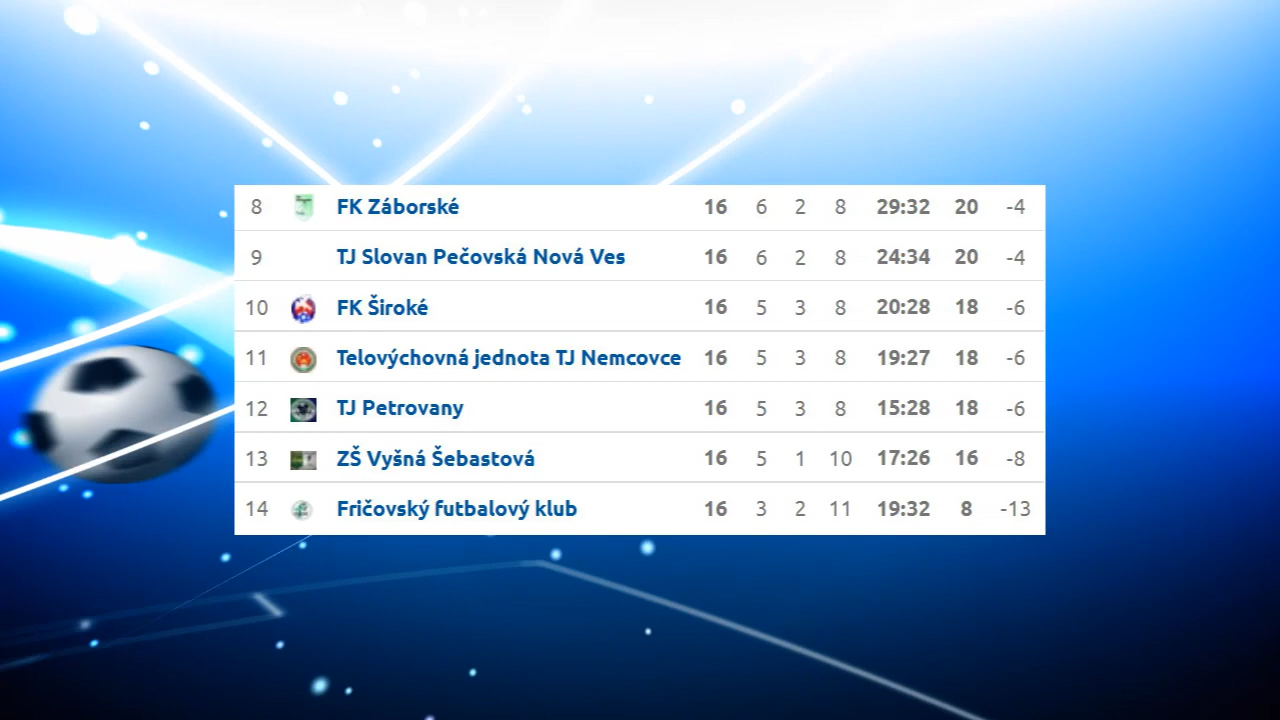 8 FK Záborské 16 6 2 8 29:32 20 -4
9 TJ Slovan Pečovská Nová Ves 16 6 2 8 24:34 20 -4
10 FK Široké 16 5 3 8 20:28 18 -6
11 Telovýchovná jednota TJ Nemcovce 16 5 3 8 19:27 18 -6
12 TJ Petrovany 16 5 3 8 15:28 18 -6
13 ZŠ Vyšná Šebastová 16 5 1 10 17:26 16 -8
14 Fričovský futbalový klub 16 3 2 11 19:32 8 -13